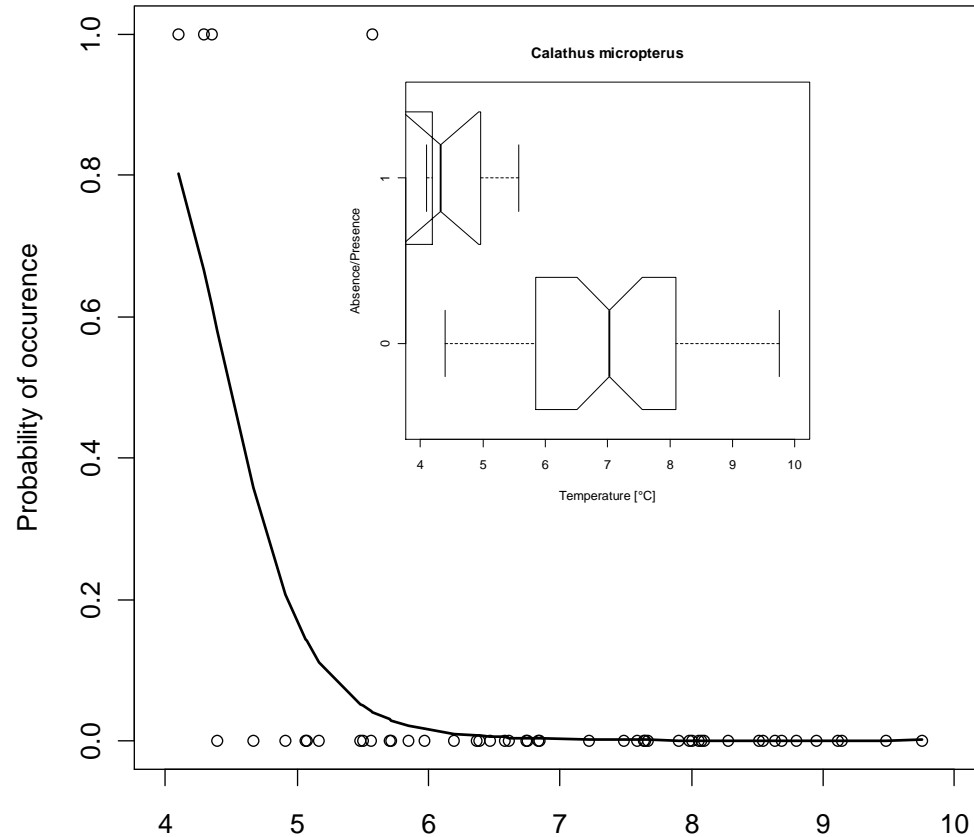 Probability of occurence
1.0
0.8
0.6
0.4
0.2
0.0
4 5 6 7 8 9 10
Calathus micropterus
Absence/Presence
1
0
4 5 6 7 8 9 10
Temperature [°C]